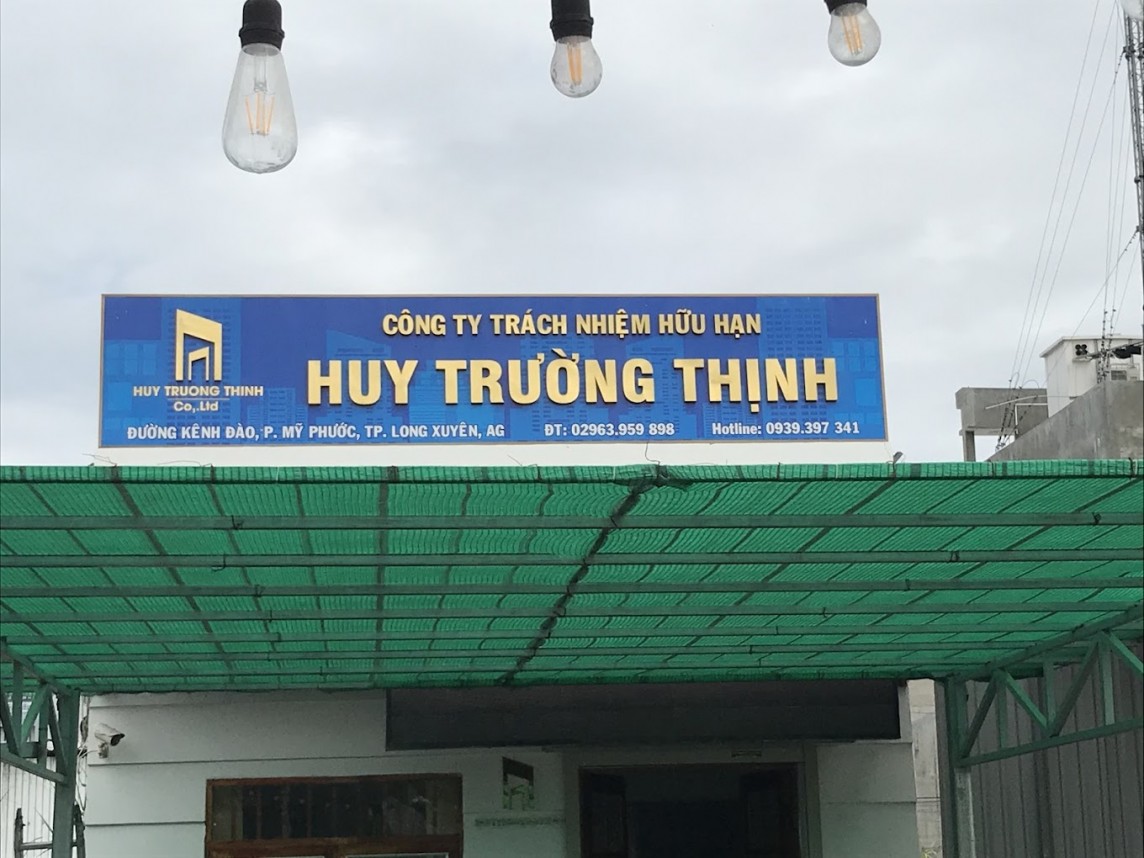 CÔNG TY TRÁCH NHIỆM HỮU HẠN
HUY TRƯỜNG THỊNH
HUY TRUONG THINH
Co,.Ltd
ĐƯỜNG KÊNH ĐÀO, P. MỸ PHƯỚC, TP. LONG XUYÊN, AG ĐT: 02963.959 898 Hotline: 0939.397 341